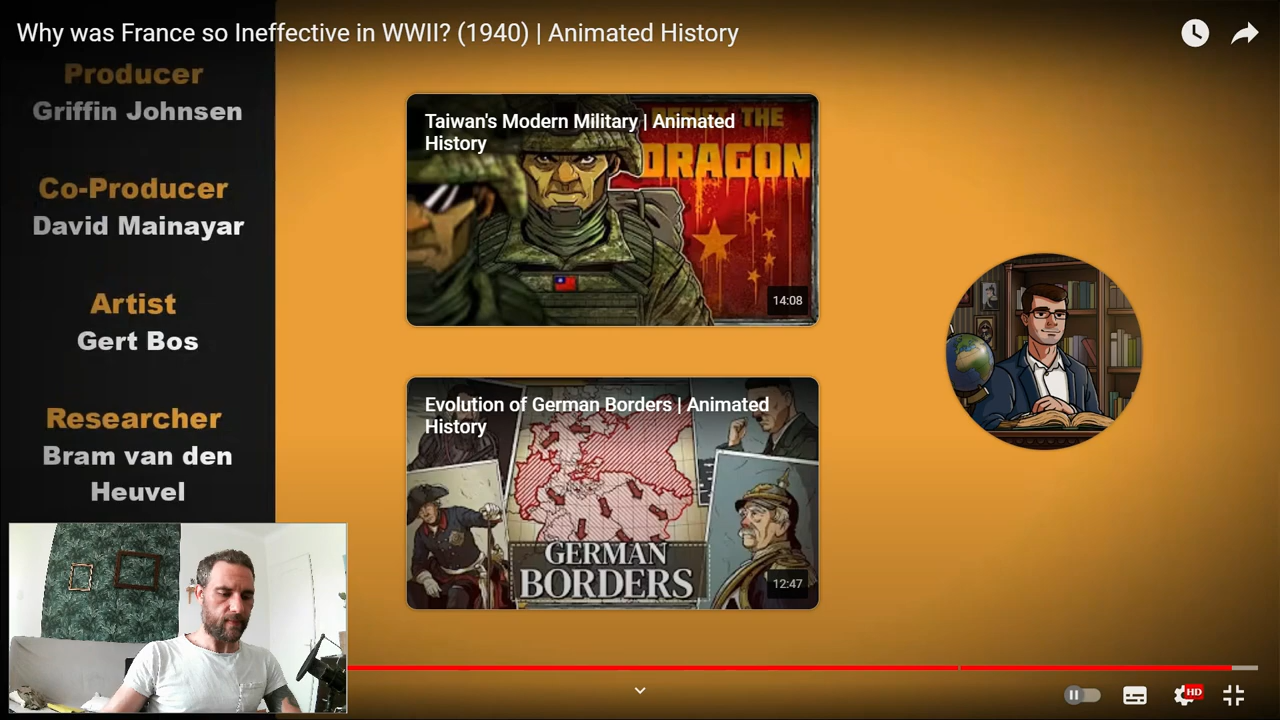 Why was France so Ineffective in WWII? (1940) | Animated History
Producer
Griffin Johnsen
Co-Producer
David Mainayar
Artist
Gert Bos
Researcher
Bram van den
Heuvel
Taiwan's Modern Military | Animated
History
THE
DRAGON
14:08
Evolution of German Borders | Animated
History
GERMAN
BORDERS
12:47
HD